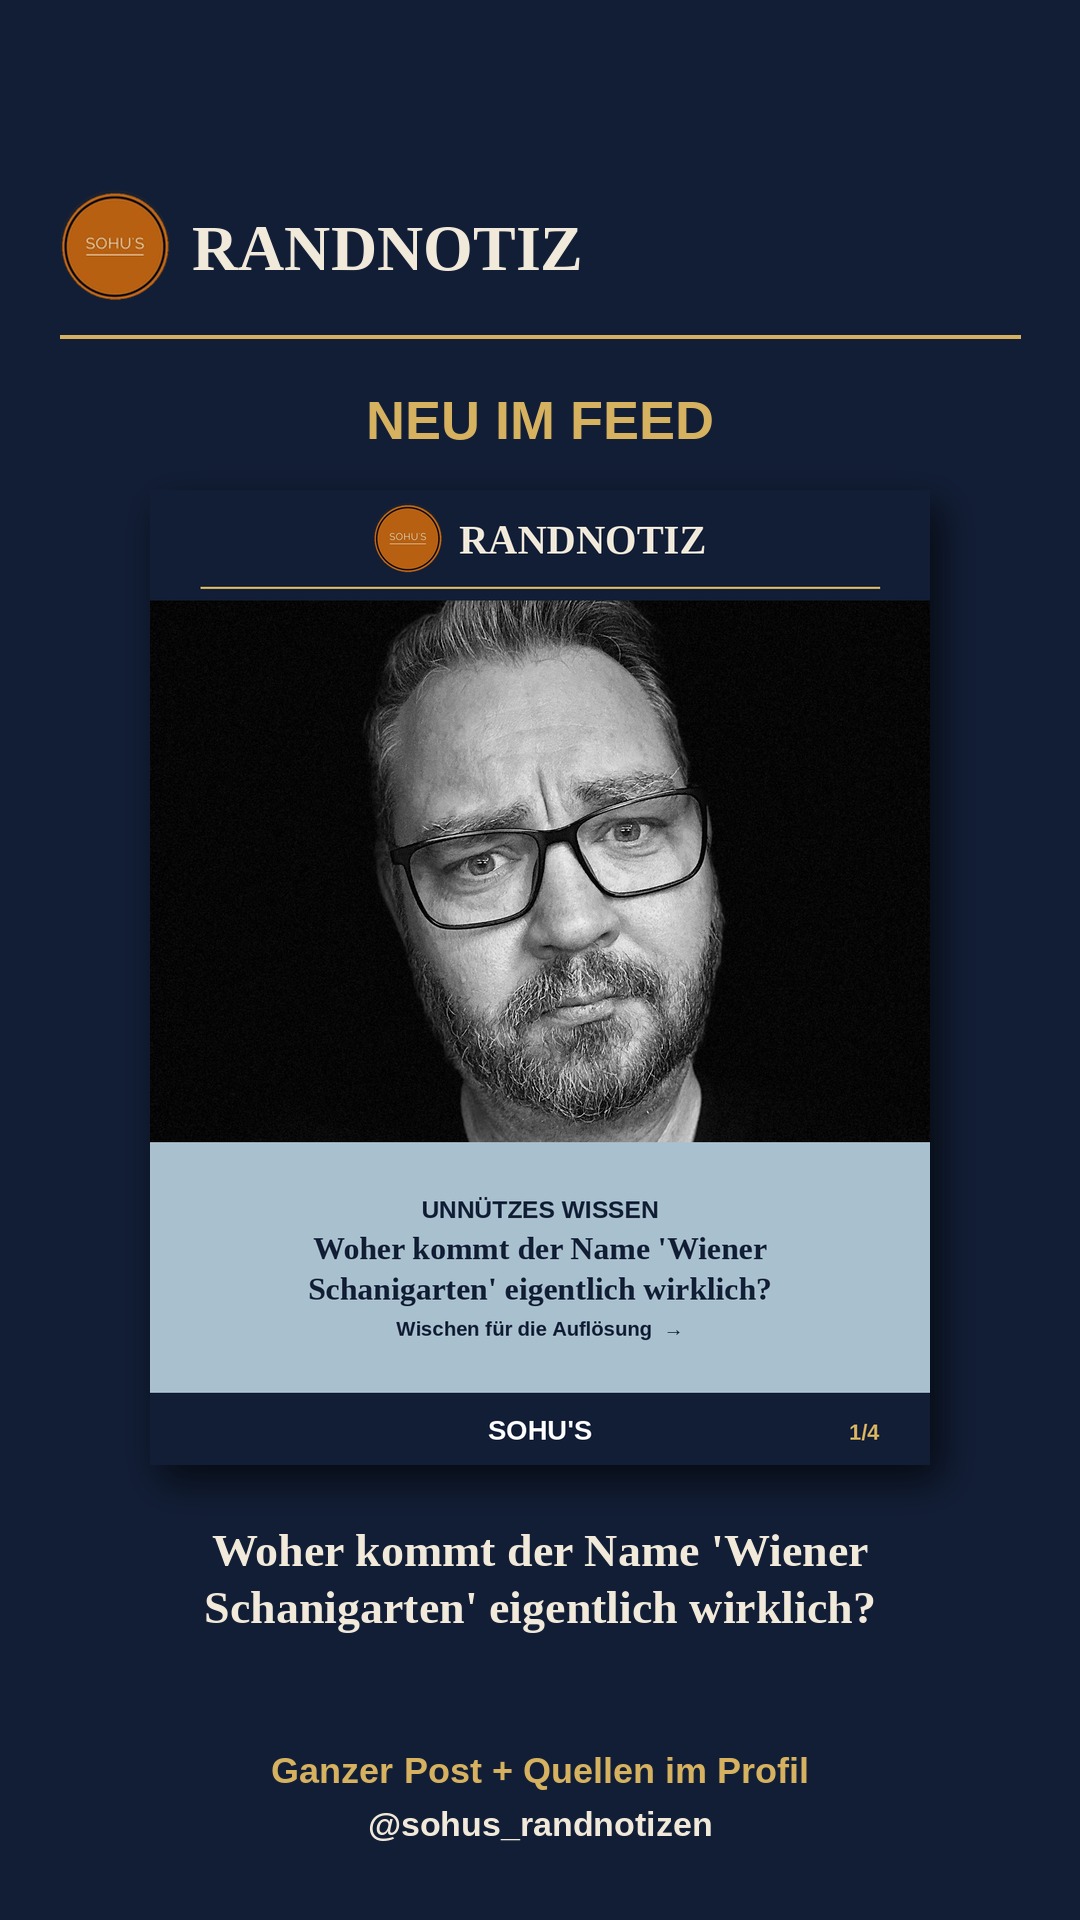 SOHU'S
RANDNOTIZ
NEU IM FEED
SOHU'S
RANDNOTIZ
UNNÜTZES WISSEN
Woher kommt der Name 'Wiener
Schanigarten' eigentlich wirklich?
Wischen für die Auflösung →
SOHU'S
1/4
Woher kommt der Name 'Wiener
Schanigarten' eigentlich wirklich?
Ganzer Post + Quellen im Profil
@sohus_randnotizen